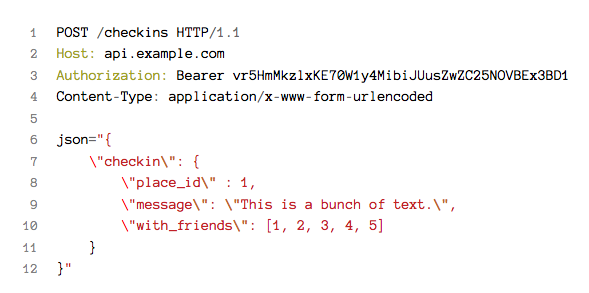 1 POST /checkins HTTP/1.1
2 Host: api.example.com
3 Authorization: Bearer vr5HmMkzlxKE70W1y4MibiJUusZwZC25NOVBEx3BD1
4 Content-Type: application/x-www-form-urlencoded
5
6 json="{
7     \"checkin\": {
8         \"place_id\" : 1,
9         \"message\": \"This is a bunch of text.\",
10         \"with_friends\": [1, 2, 3, 4, 5]
11     }
12 }"